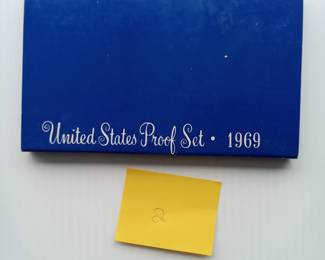 United States Proof Set • 1969
2